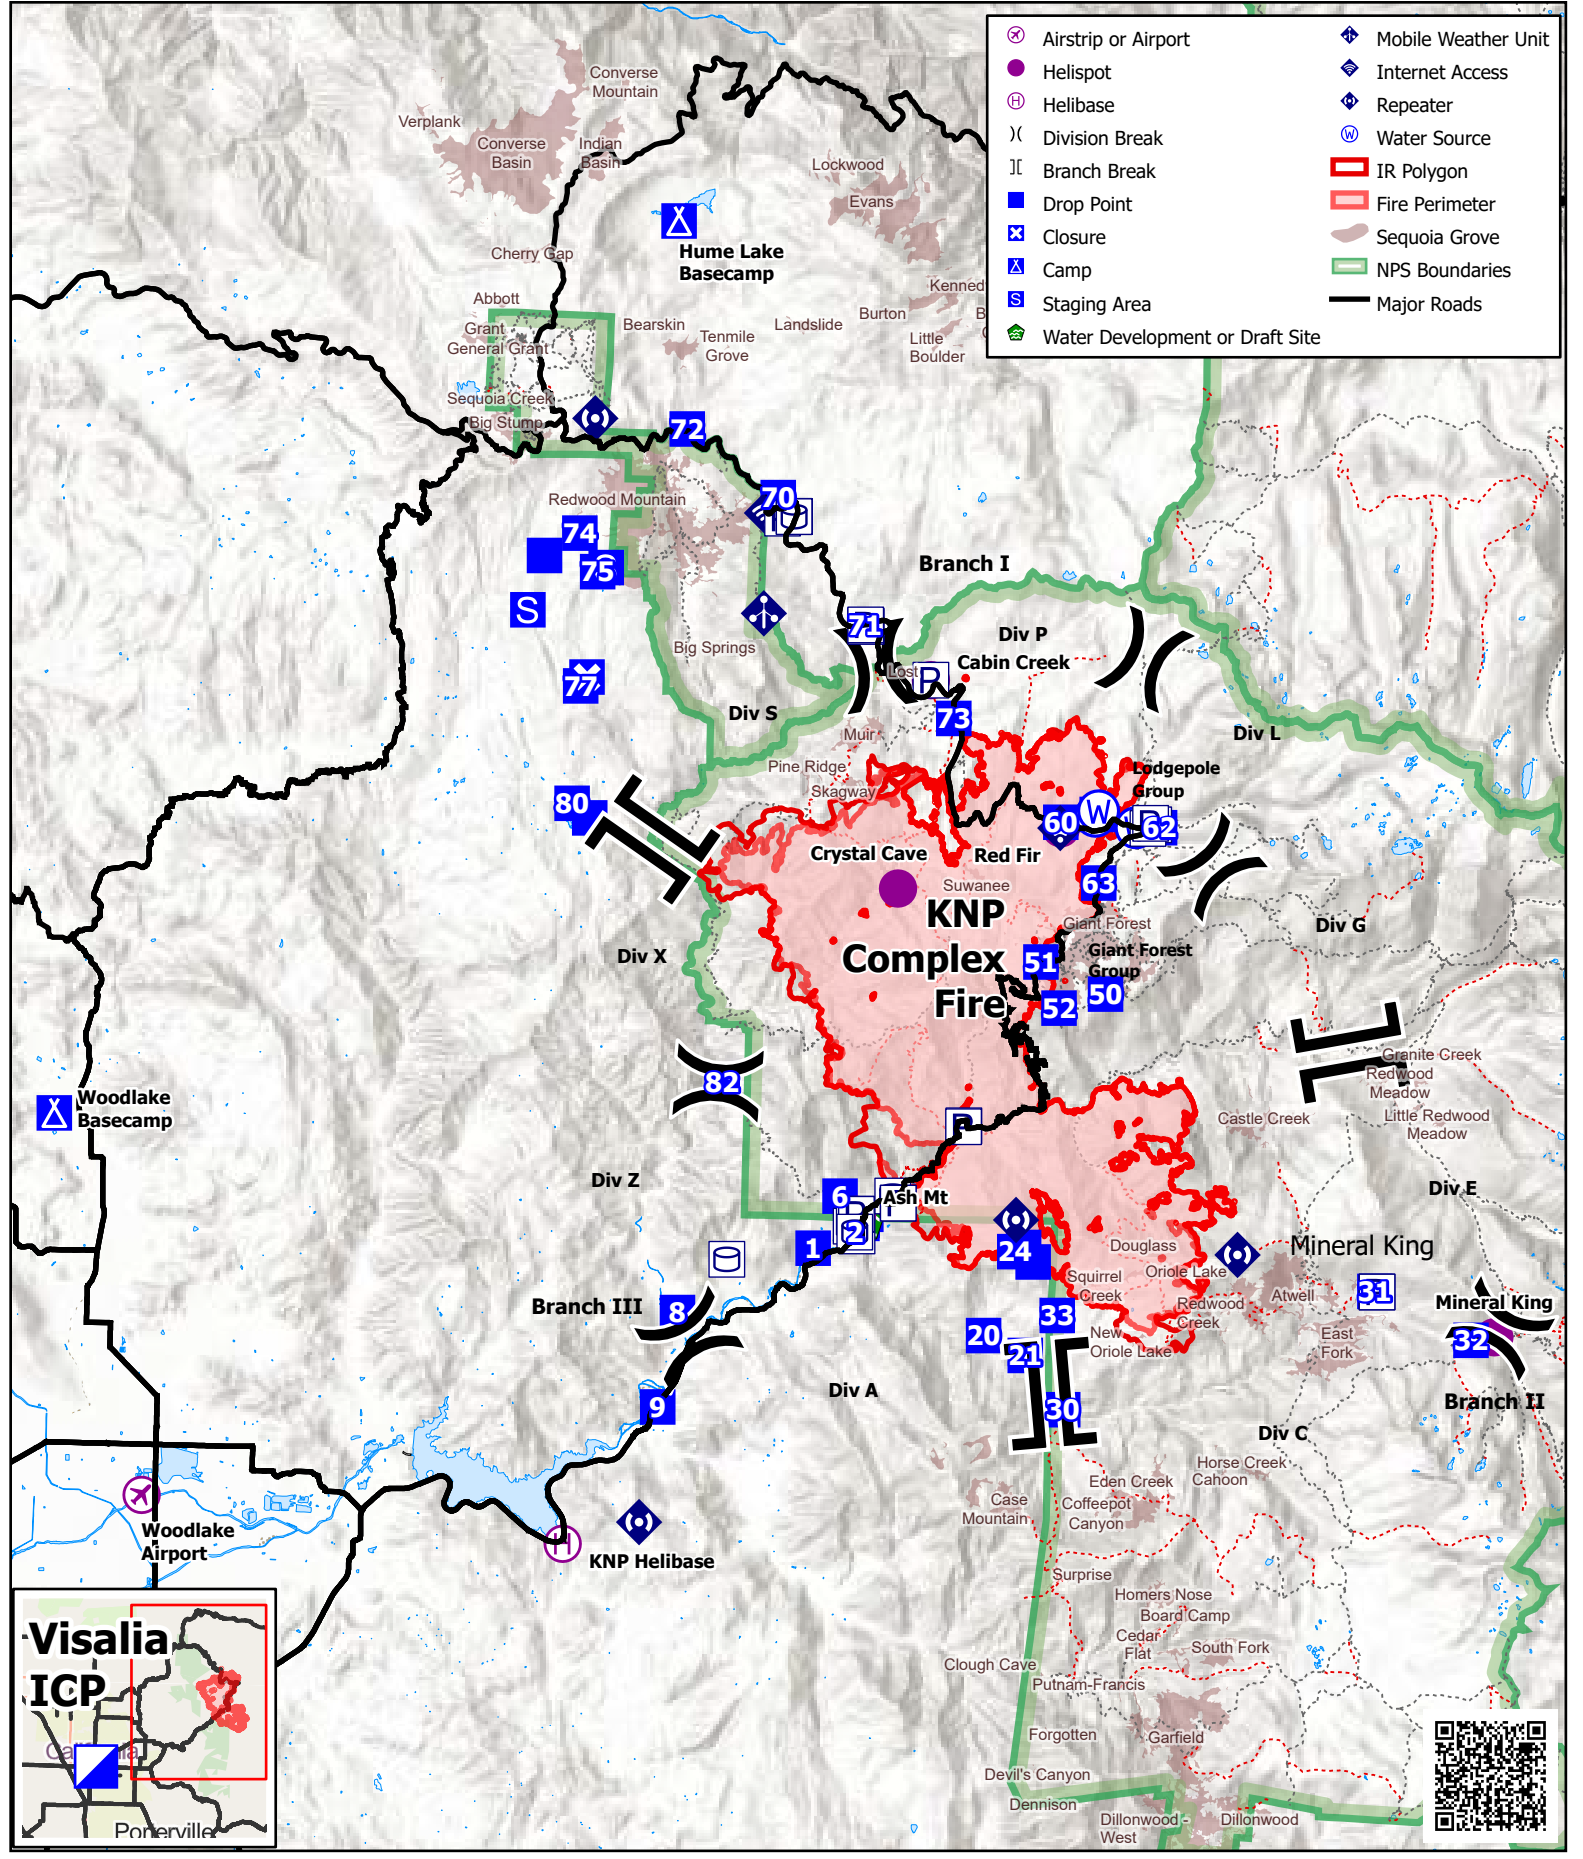 Airstrip or Airport
Helispot
Helibase
Division Break
Branch Break
Drop Point
Closure
Camp
Staging Area
Water Development or Draft Site
Mobile Weather Unit
Internet Access
Repeater
Water Source
IR Polygon
Fire Perimeter
Sequoia Grove
NPS Boundaries
Major Roads
Converse
Mountain
Verplank
Converse
Basin
Indian
Basin
Lockwood
Evans
Hume Lake
Basecamp
Cherry Gap
Abbott
Grant
General Grant
Bearskin
Tenmile
Grove
Landslide
Burton
Little
Boulder
Sequoia Creek
Big Stump
72
Redwood Mountain
70
74
75
S
Branch I
71
Div P
Cabin Creek
Big Springs
Lost
P
77
Div S
73
Div L
Muir
Pine Ridge
Skagway
Lodgepole
Group
80
60
W
62
Crystal Cave
Red Fir
Suwanee
63
KNP
Complex
Fire
Giant Forest
Giant Forest
Group
Div G
Div X
51
52
50
82
Granite Creek
Redwood
Meadow
Little Redwood
Meadow
Castle Creek
Woodlake
Basecamp
Div Z
6
Ash Mt
Div E
1
2
24
Douglass
Oriole Lake
Mineral King
Squirrel
Creek
Redwood
Creek
Atwell
31
Mineral King
Branch III
8
20
33
21
New
Oriole Lake
East
Fork
32
Div A
9
30
Branch II
Div C
Horse Creek
Cahoon
Eden Creek
Case
Mountain
Coffeepot
Canyon
Woodlake
Airport
H
KNP Helibase
Surprise
Homers Nose
Board Camp
Cedar
Flat
South Fork
Clough Cave
Putnam-Francis
Forgotten
Garfield
Devil's Canyon
Dennison
Dillonwood -
West
Dillonwood
Visalia
ICP
Porterville